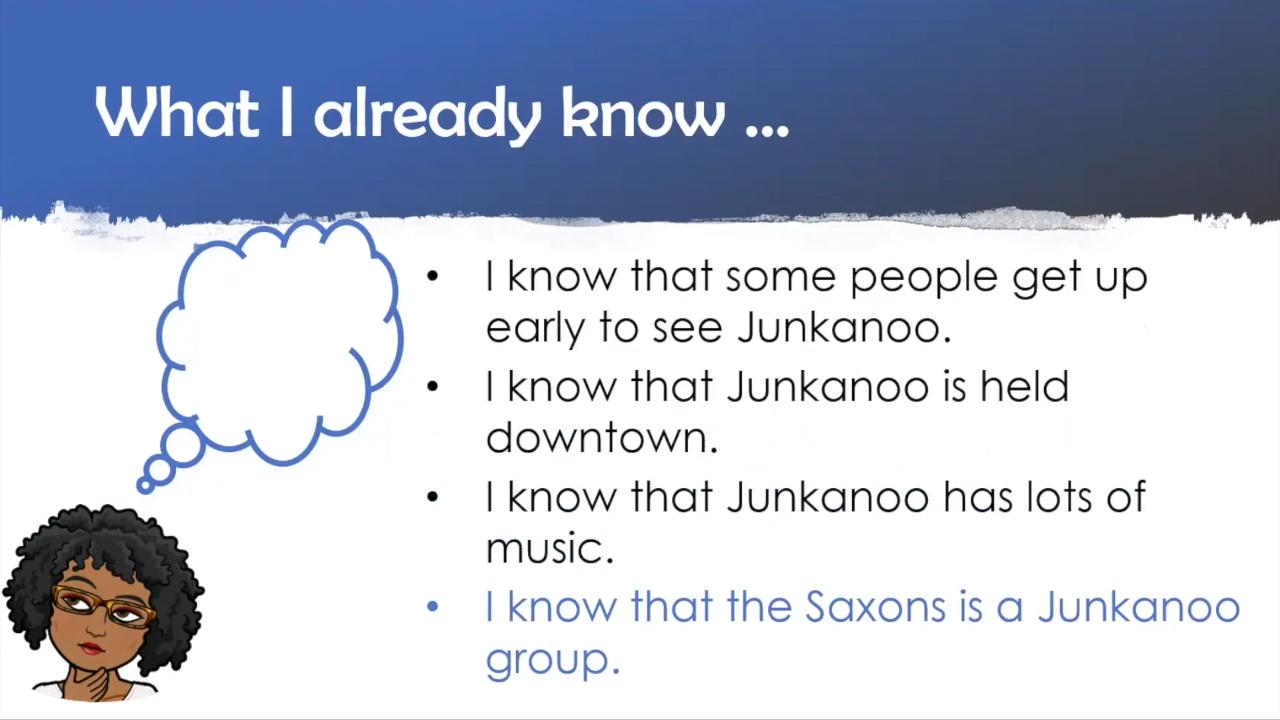 What I already know ...
• I know that some people get up
early to see Junkanoo.
• I know that Junkanoo is held
downtown.
• I know that Junkanoo has lots of
music.
• I know that the Saxons is a Junkanoo
group.